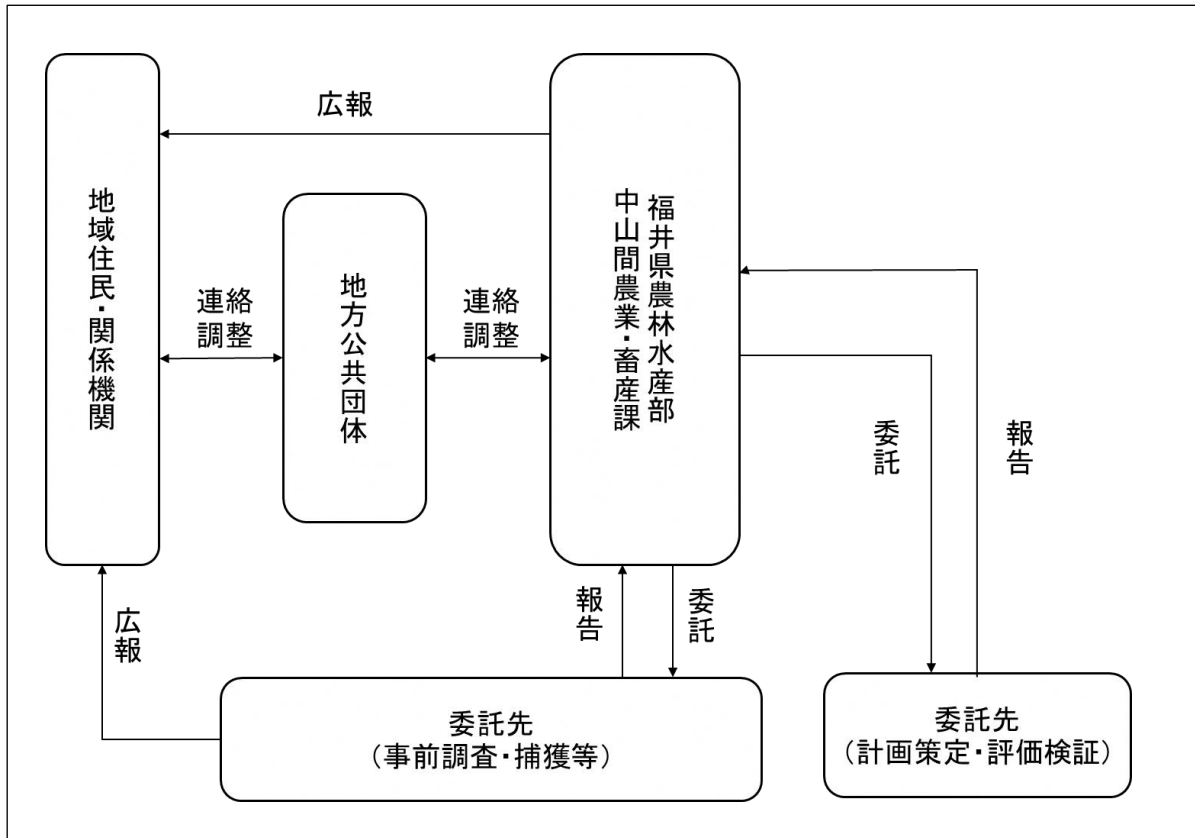 広報
地域住民・関係機関
連絡
調整
地方公共団体
連絡
調整
福井県農林水産部
中山間農業・畜産課
委託
報告
広報
報告
委託
委託先
（事前調査・捕獲等）
委託先
（計画策定・評価検証）